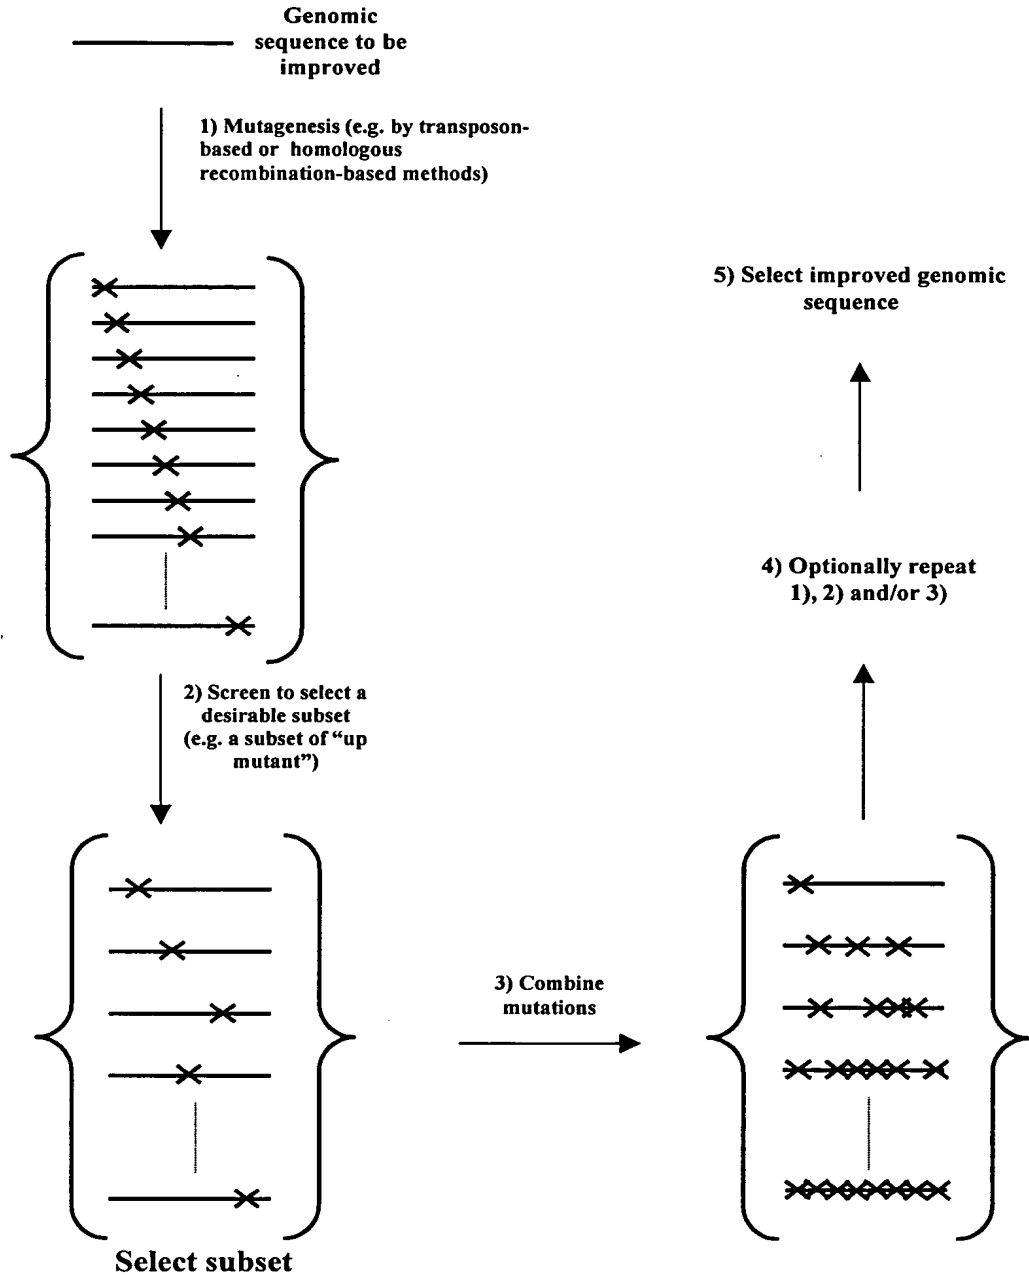 Genomic
sequence to be
improved
1) Mutagenesis (e.g. by transposon-
based or homologous
recombination-based methods)
2) Screen to select a
desirable subset
(e.g. a subset of “up
mutant”)
Select subset
3) Combine
mutations
4) Optionally repeat
1), 2) and/or 3)
5) Select improved genomic
sequence